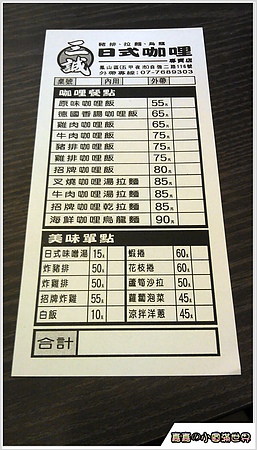 三誠
豬排・拉麵・烏龍
日式咖哩
專賣店
鳳山區(五甲夜市)自強二路116號
外帶專線：07-7689303
桌號 內用 外帶
咖哩餐點
原味咖哩飯 55元
德國香腸咖哩飯 65元
雞肉咖哩飯 65元
牛肉咖哩飯 75元
豬排咖哩飯 75元
雞排咖哩飯 75元
招牌咖哩飯 80元
叉燒咖哩湯拉麵 85元
牛肉咖哩湯拉麵 85元
招牌咖哩乾拉麵 85元
海鮮咖哩烏龍麵 90元
美味單點
日式味噌湯 15元 蝦捲 60元
炸豬排 50元 花枝捲 60元
炸雞排 50元 蘆筍沙拉 50元
招牌炸雞 55元 蘿蔔泡菜 45元
白飯 10元 涼拌洋蔥 45元
合計